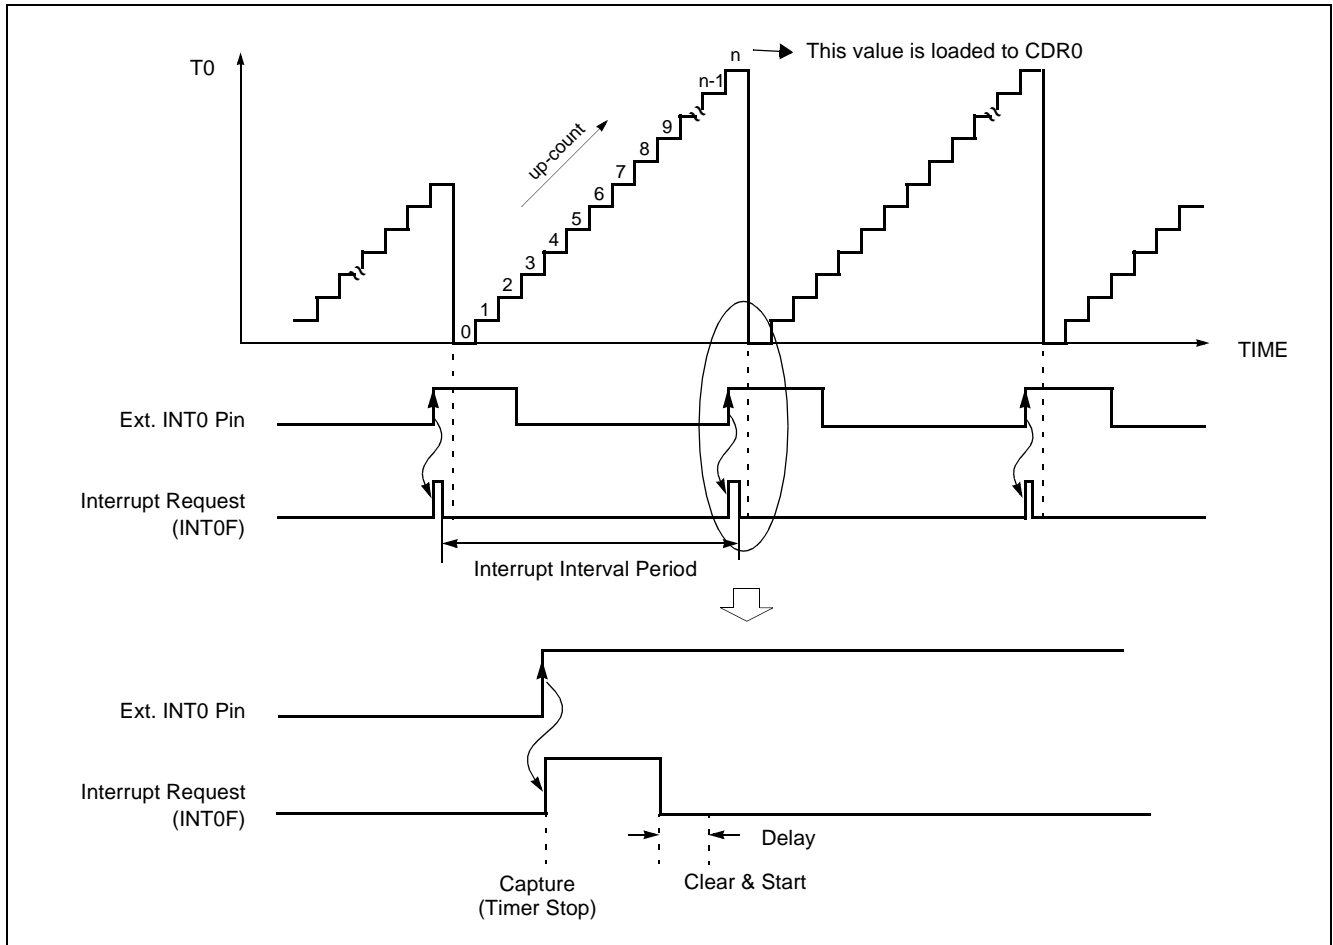 n
This value is loaded to CDR0
T0
n-1
9
8
7
6
5
4
3
2
1
0
up-count
TIME
Ext. INT0 Pin
Interrupt Request
(INT0F)
Interrupt Interval Period
Ext. INT0 Pin
Interrupt Request
(INT0F)
Delay
Capture
(Timer Stop)
Clear & Start